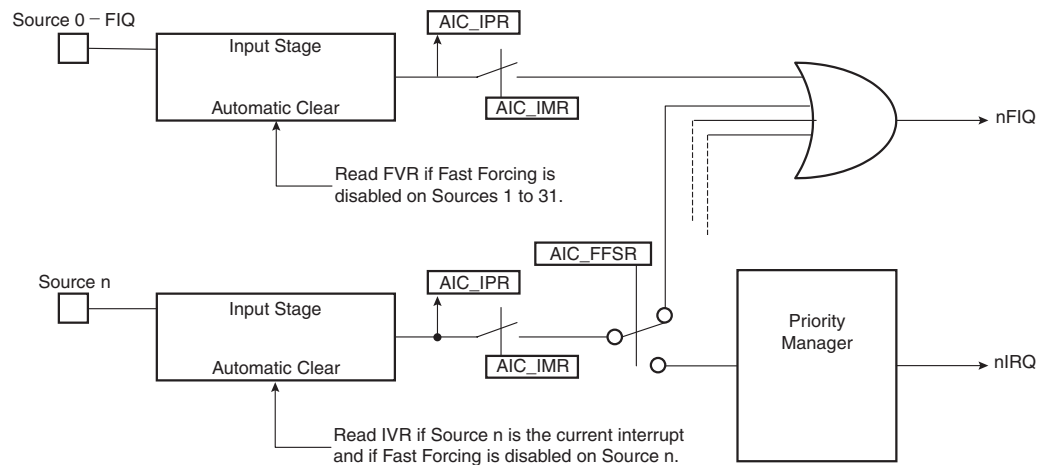 Source 0 – FIQ
AIC_IPR
Input Stage
Automatic Clear
AIC_IMR
nFIQ
Read FVR if Fast Forcing is
disabled on Sources 1 to 31.
AIC_FFSR
Source n
AIC_IPR
Input Stage
Priority
Manager
Automatic Clear
AIC_IMR
nIRQ
Read IVR if Source n is the current interrupt
and if Fast Forcing is disabled on Source n.